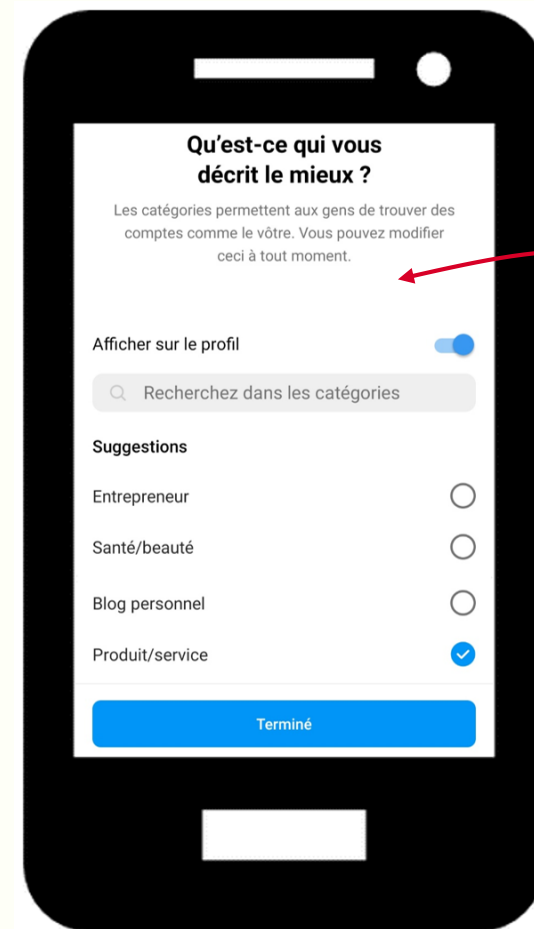 Qu’est-ce qui vous
décrit le mieux ?
Les catégories permettent aux gens de trouver des
comptes comme le vôtre. Vous pouvez modifier
ceci à tout moment.
Afficher sur le profil
Recherchez dans les catégories
Suggestions
Entrepreneur
Santé/beauté
Blog personnel
Produit/service
Terminé